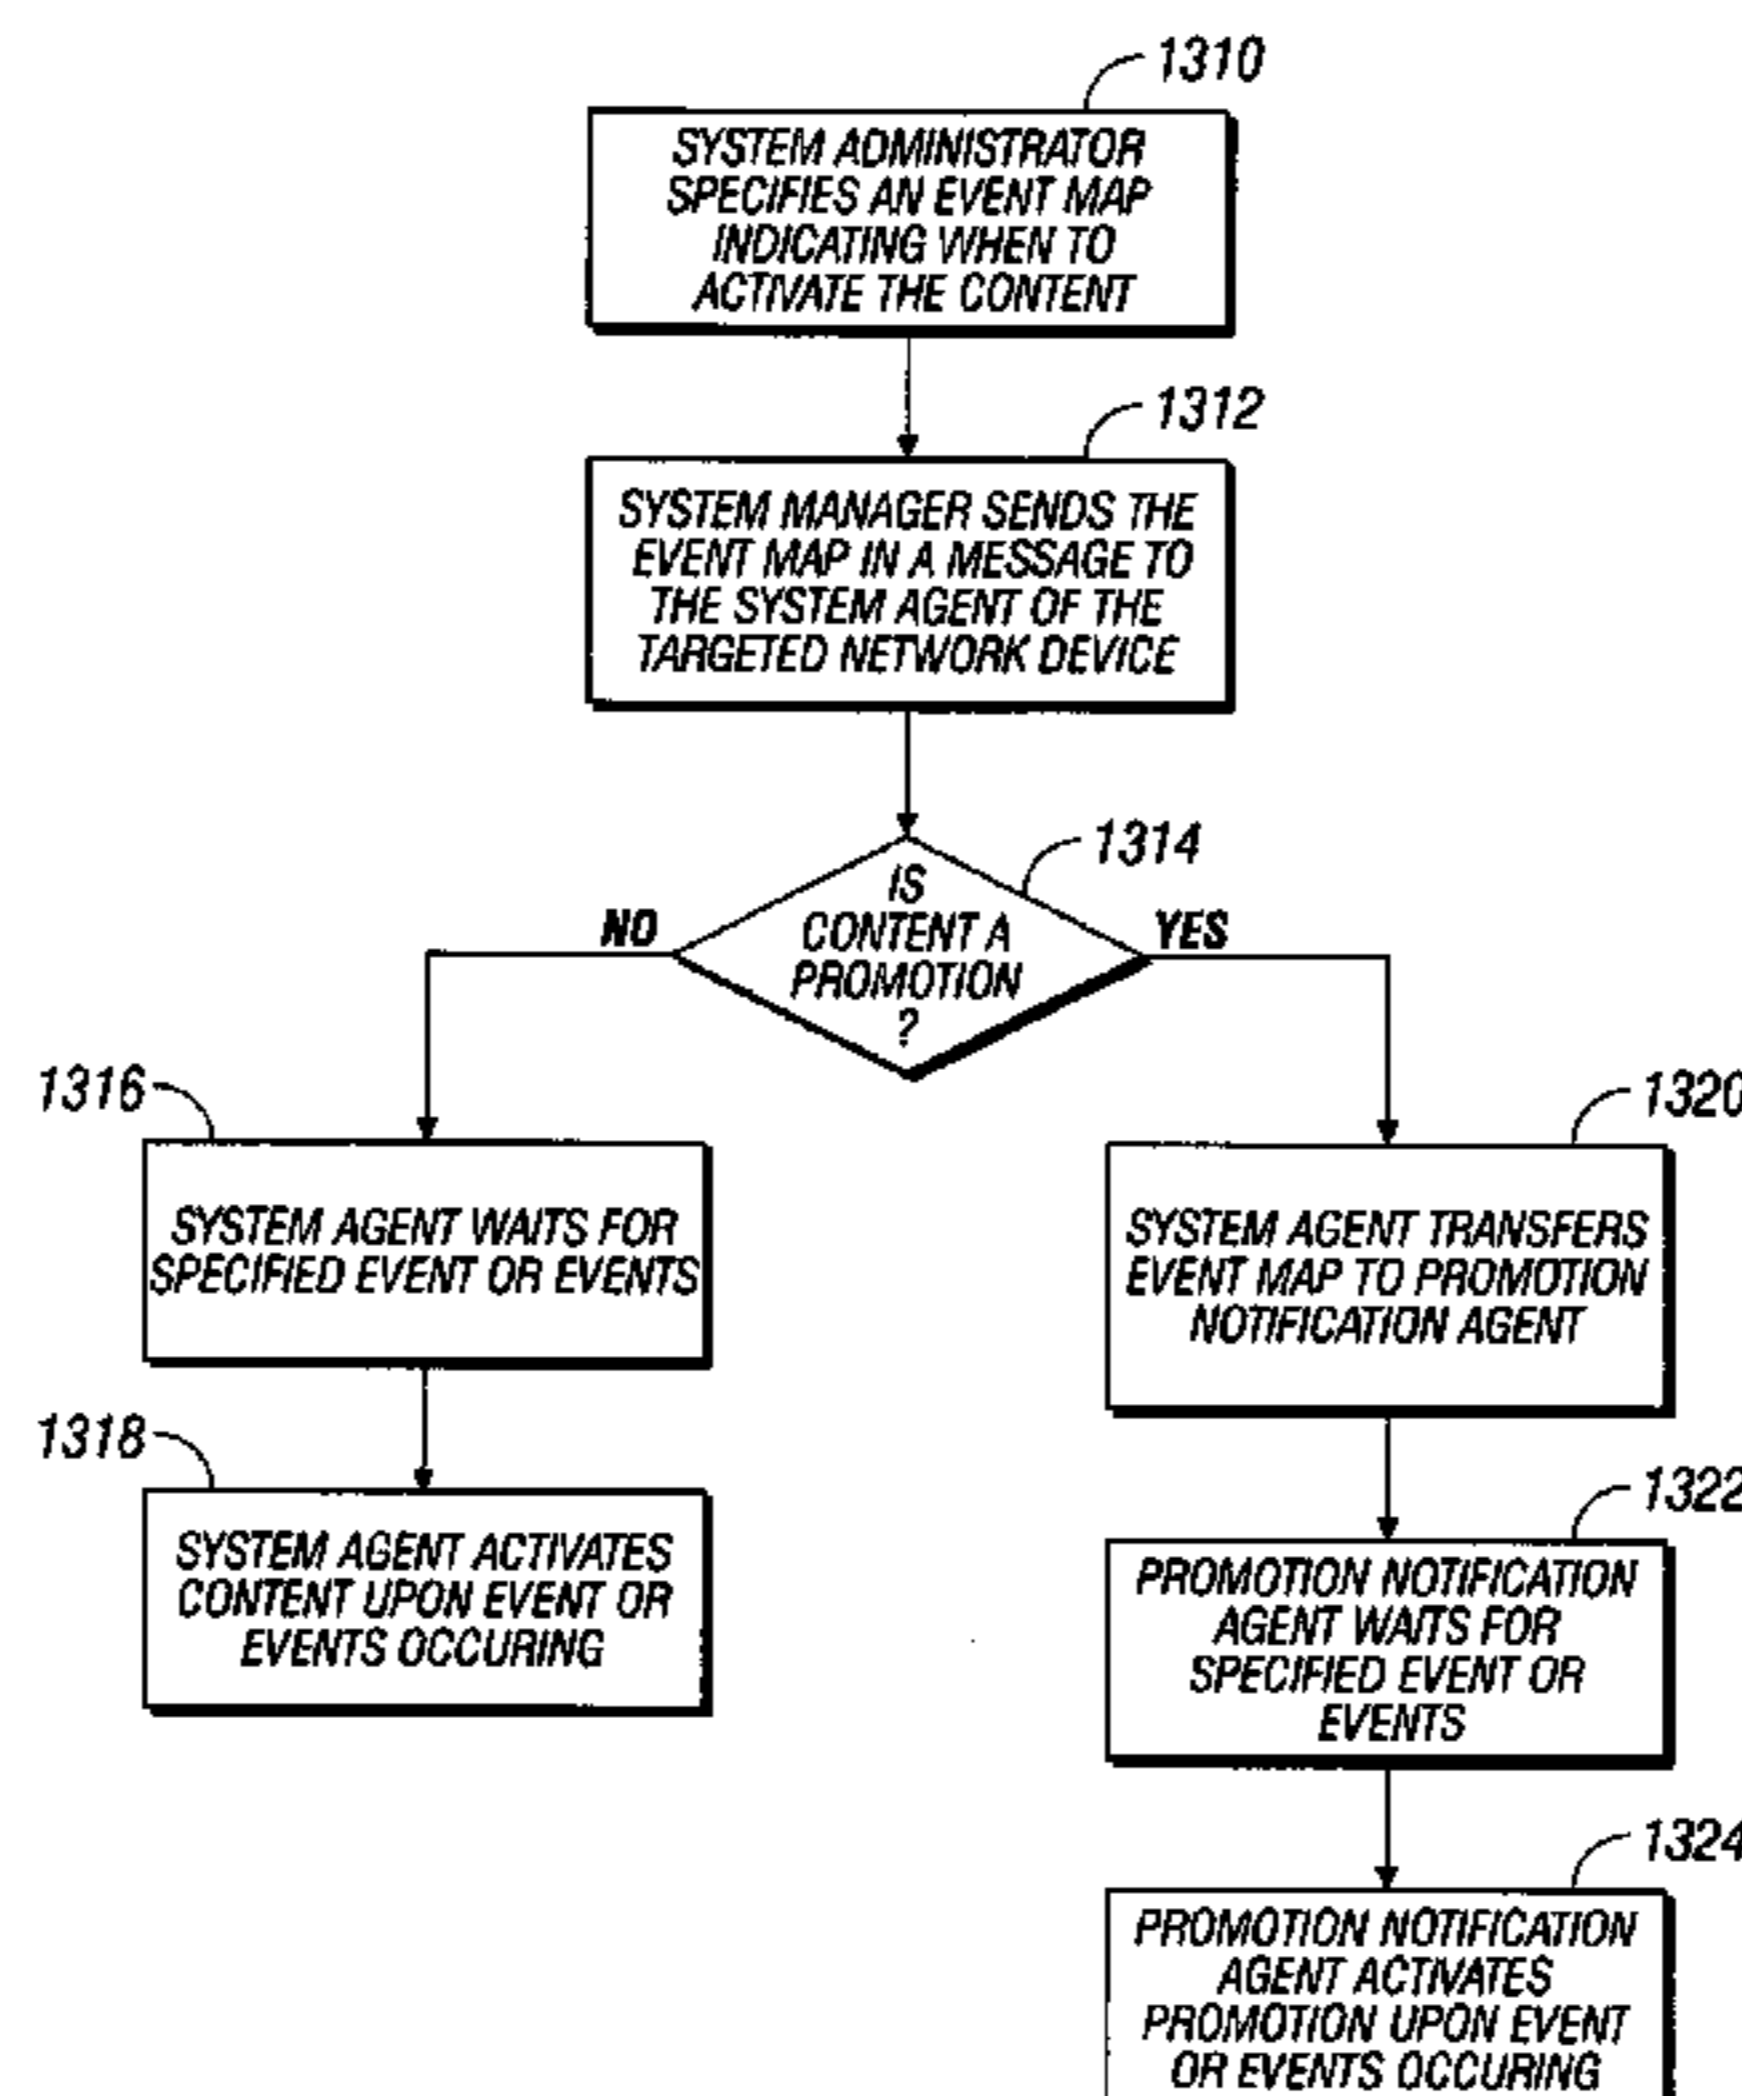 1310
SYSTEM ADMINISTRATOR
SPECIFIES AN EVENT MAP
INDICATING WHEN TO
ACTIVATE THE CONTENT
1312
SYSTEM MANAGER SENDS THE
EVENT MAP IN A MESSAGE TO
THE SYSTEM AGENT OF THE
TARGETED NETWORK DEVICE
1314
IS
CONTENT A
PROMOTION
?
NO
YES
1316
SYSTEM AGENT WAITS FOR
SPECIFIED EVENT OR EVENTS
1318
SYSTEM AGENT ACTIVATES
CONTENT UPON EVENT OR
EVENTS OCCURING
1320
SYSTEM AGENT TRANSFERS
EVENT MAP TO PROMOTION
NOTIFICATION AGENT
1322
PROMOTION NOTIFICATION
AGENT WAITS FOR
SPECIFIED EVENT OR
EVENTS
1324
PROMOTION NOTIFICATION
AGENT ACTIVATES
PROMOTION UPON EVENT
OR EVENTS OCCURING